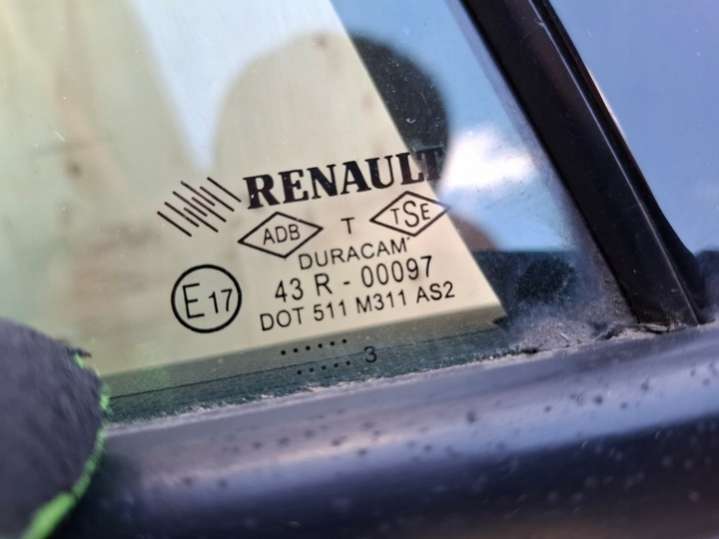 RENAULT
ADB T TSE
DURACAM
E17
43 R - 00097
DOT 511 M311 AS2
...... 3
.....